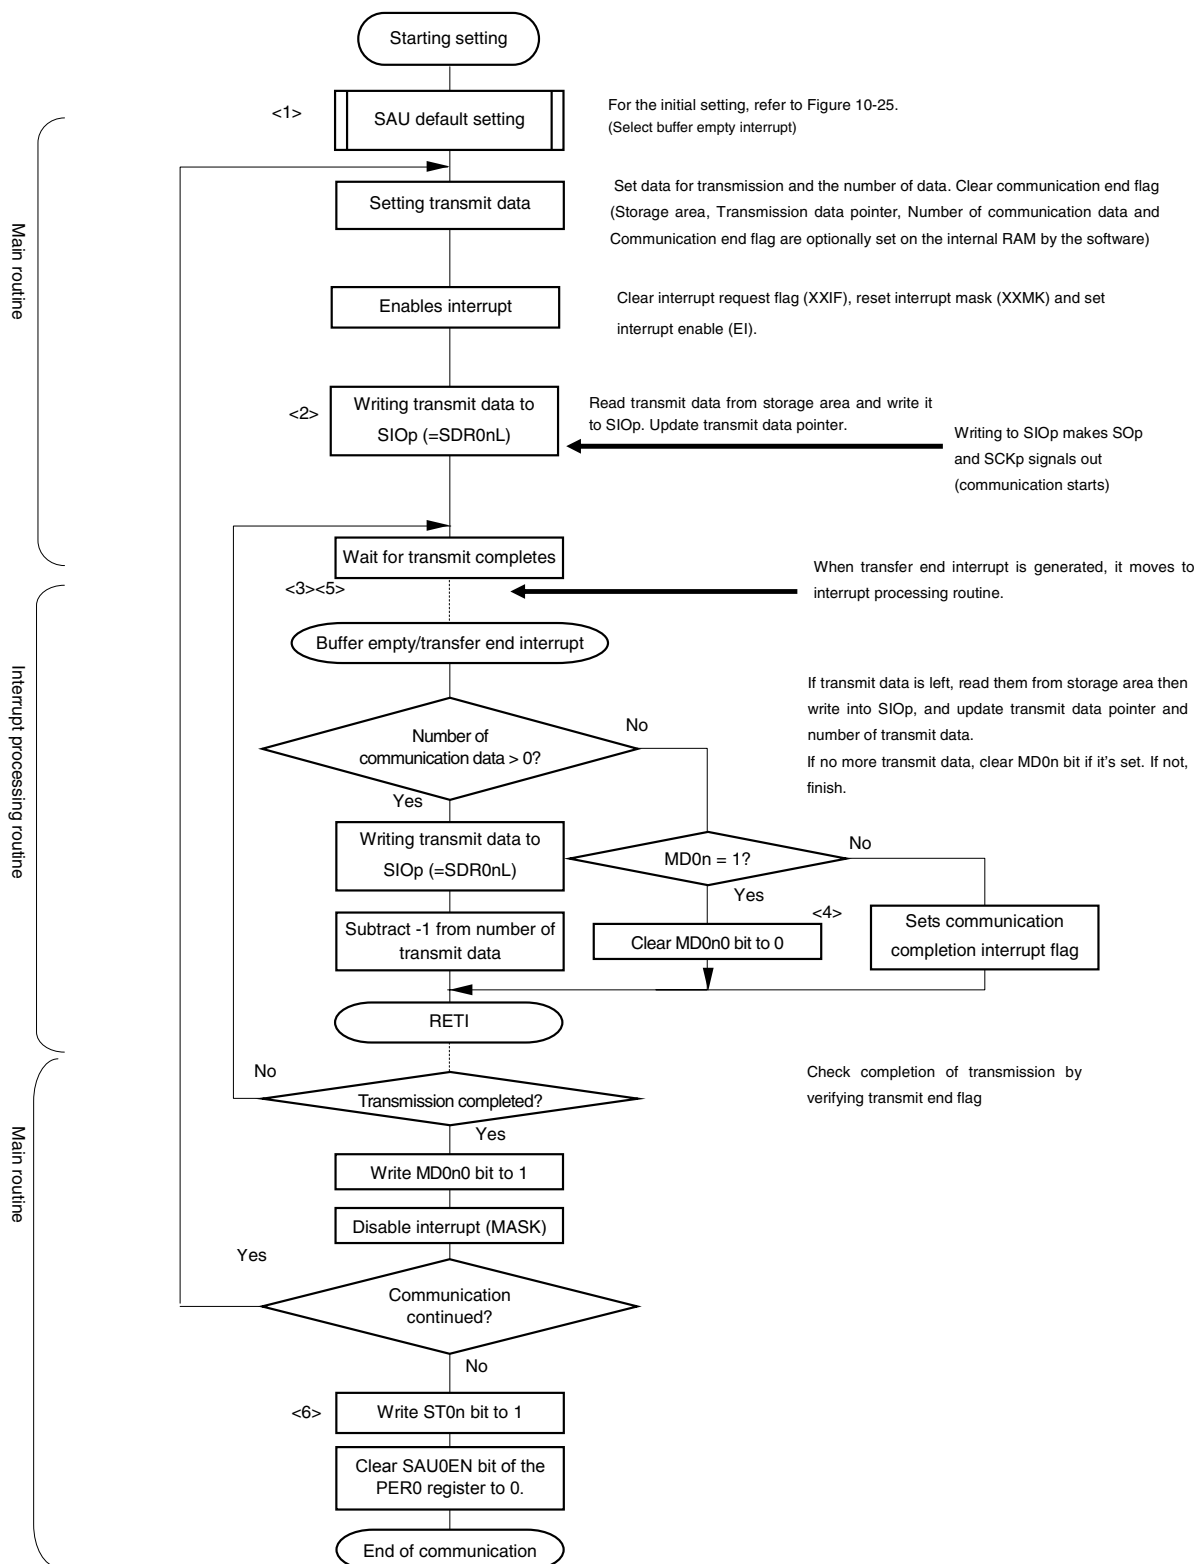 Starting setting
<1>
SAU default setting
For the initial setting, refer to Figure 10-25.
(Select buffer empty interrupt)
Setting transmit data
Set data for transmission and the number of data. Clear communication end flag
(Storage area, Transmission data pointer, Number of communication data and
Communication end flag are optionally set on the internal RAM by the software)
Main routine
Enables interrupt
Clear interrupt request flag (XXIF), reset interrupt mask (XXMK) and set
interrupt enable (EI).
<2>
Writing transmit data to
SIOp (=SDR0nL)
Read transmit data from storage area and write it
to SIOp. Update transmit data pointer.
Writing to SIOp makes SOp
and SCKp signals out
(communication starts)
Wait for transmit completes
<3><5>
When transfer end interrupt is generated, it moves to
interrupt processing routine.
Buffer empty/transfer end interrupt
Interrupt processing routine
If transmit data is left, read them from storage area then
write into SIOp, and update transmit data pointer and
number of transmit data.
If no more transmit data, clear MD0n bit if it's set. If not,
finish.
Number of
communication data > 0?
No
Yes
Writing transmit data to
SIOp (=SDR0nL)
MD0n = 1?
No
Yes
<4>
Subtract -1 from number of
transmit data
Clear MD0n0 bit to 0
Sets communication
completion interrupt flag
RETI
No
Transmission completed?
Check completion of transmission by
verifying transmit end flag
Yes
Main routine
Write MD0n0 bit to 1
Disable interrupt (MASK)
Yes
Communication
continued?
No
<6>
Write ST0n bit to 1
Clear SAU0EN bit of the
PER0 register to 0.
End of communication